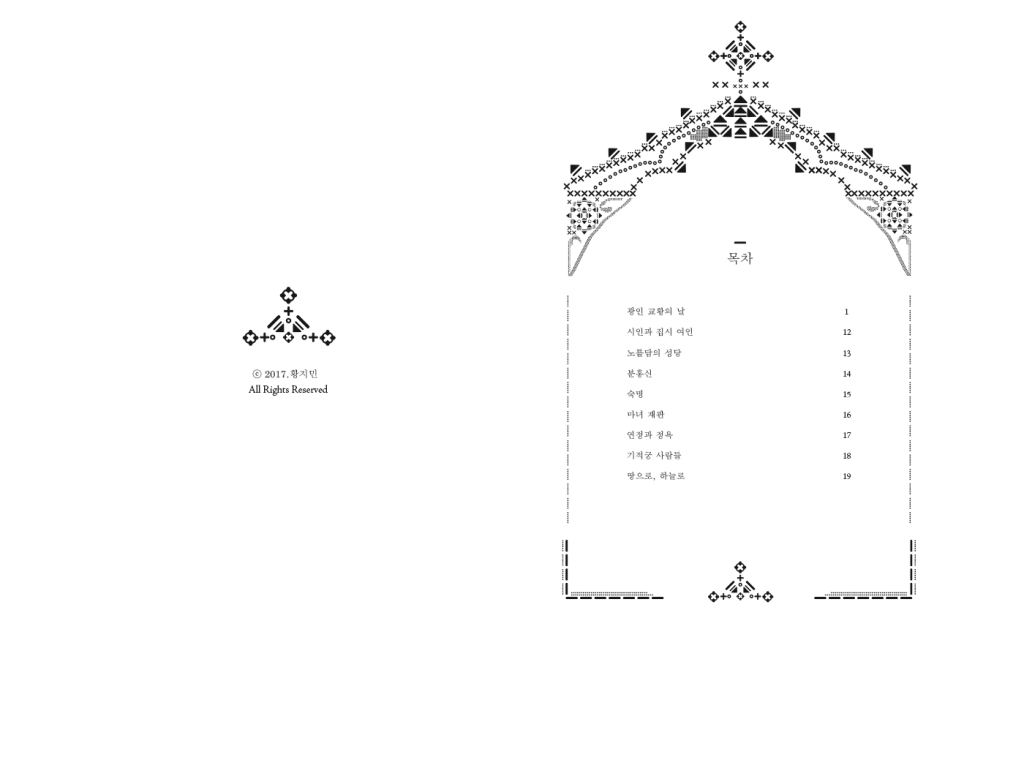 ⓒ 2017.황지민
All Rights Reserved
목차
광인 교황의 날 1
시인과 집시 여인 12
노틀담의 성당 13
분홍신 14
숙명 15
마녀 재판 16
연정과 정욕 17
기적궁 사람들 18
땅으로, 하늘로 19